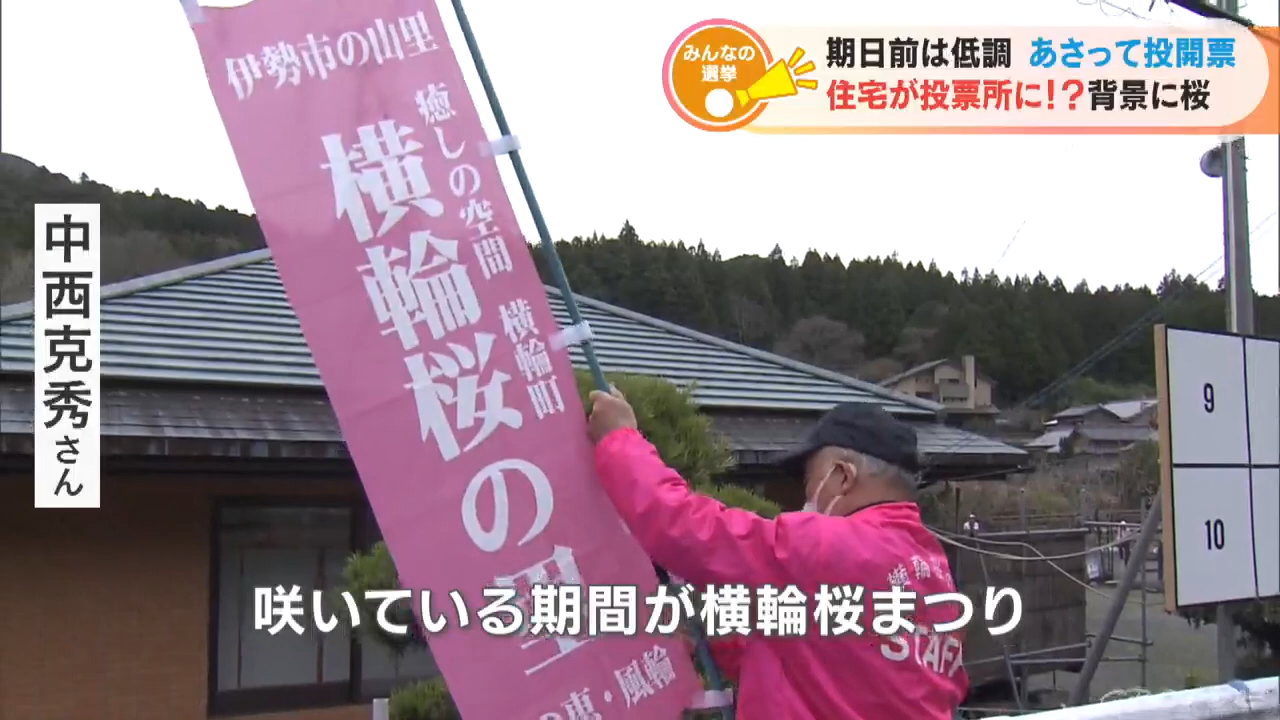 みんなの
選挙
期日前は低調 あさって投開票
住宅が投票所に!?背景に桜
中西克秀さん
伊勢市の山里
癒しの空間 横輪町
横輪桜の里
恵・風輪
9
10
STAFF
咲いている期間が横輪桜まつり